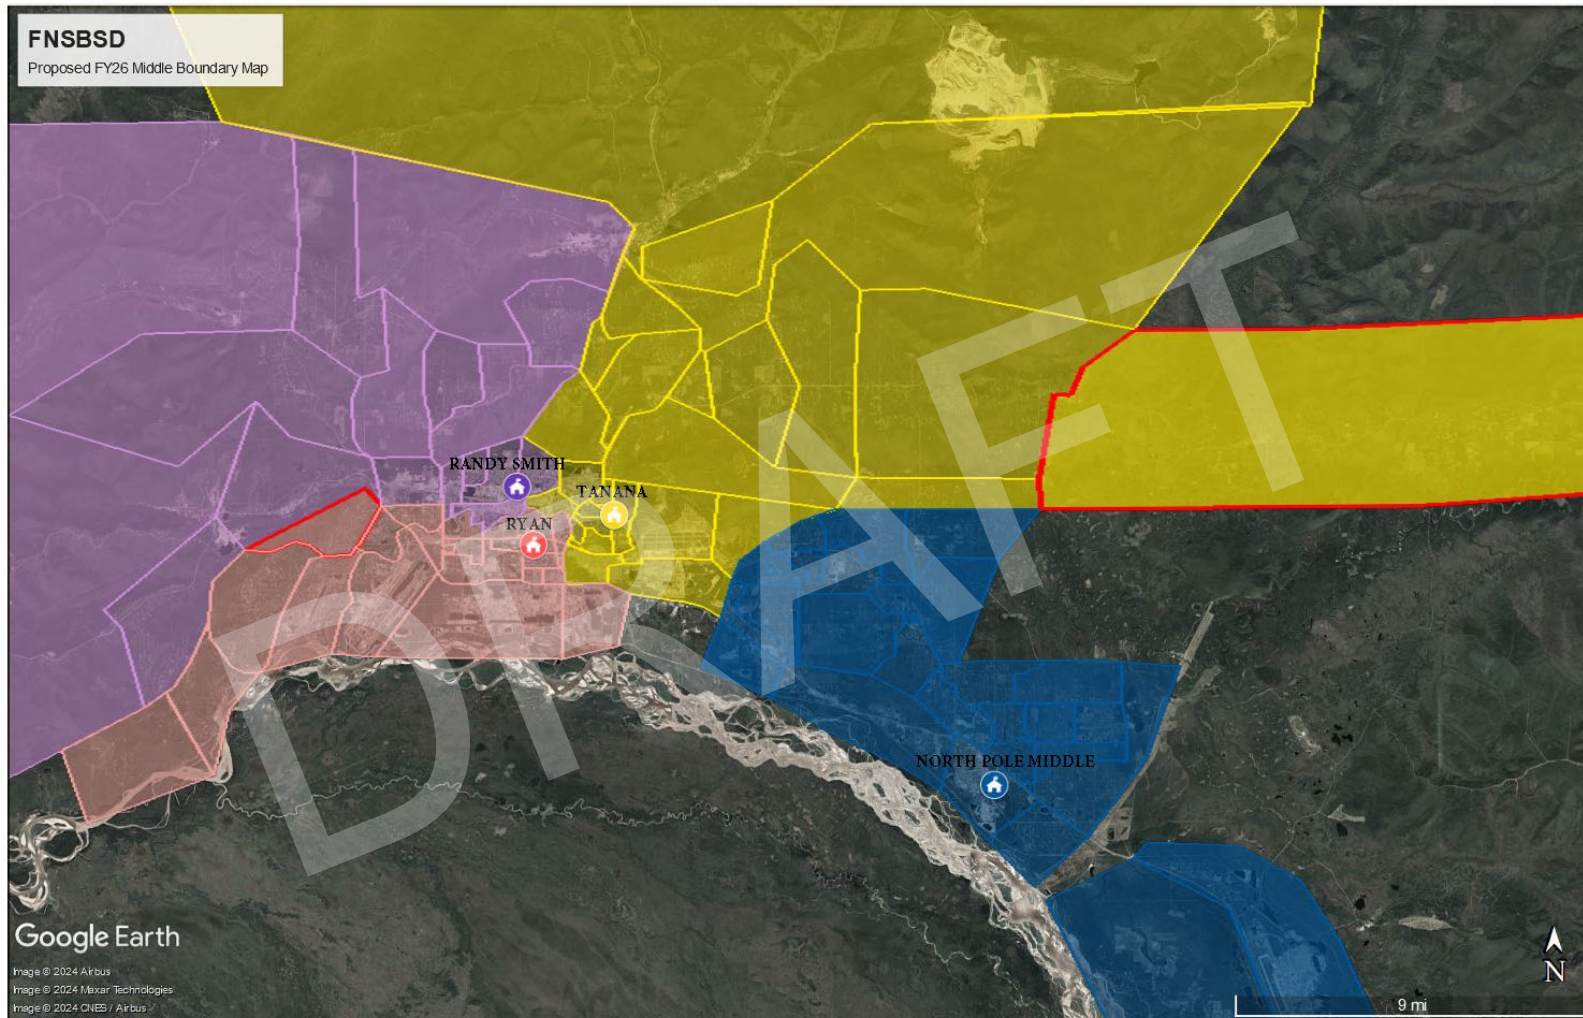 FNSBSD
Proposed FY26 Middle Boundary Map
RANDY SMITH
TANANA
RYAN
DRAFT
NORTH POLE MIDDLE
Google Earth
Image © 2024 Airbus
Image © 2024 Maxar Technologies
Image © 2024 CNES / Airbus
N
9 mi